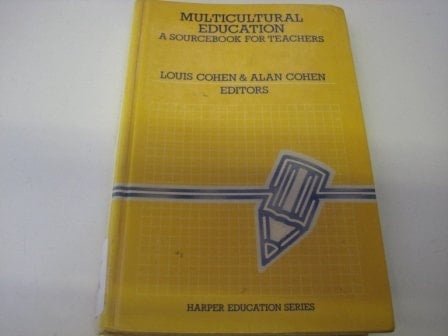 MULTICULTURAL
EDUCATION
A SOURCEBOOK FOR TEACHERS
LOUIS COHEN & ALAN COHEN
EDITORS
HARPER EDUCATION SERIES